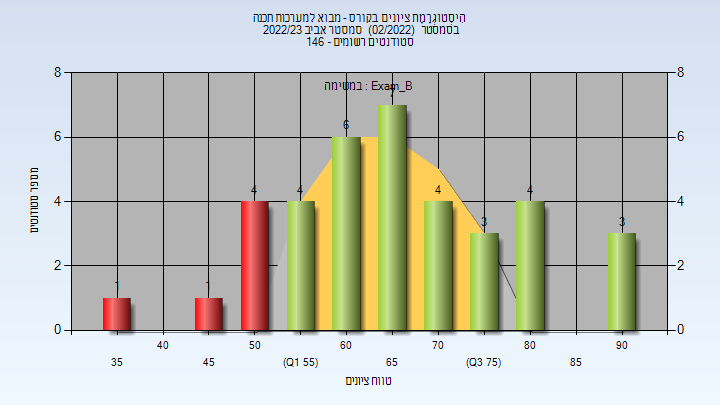 היסטוגרמת ציונים בקורס - מבוא למערכות תכנה
בסמסטר (02/2022) סמסטר אביב 2022/23
סטודנטים רשומים - 146
במשימה : Exam_B
מספר סטודנטים
8 8
6 6
4 4
2 2
0 0
1 1 4 4 6 7 4 3 4 3
40 50 60 70 80 90
35 45 (Q1 55) 65 (Q3 75) 85
טווח ציונים